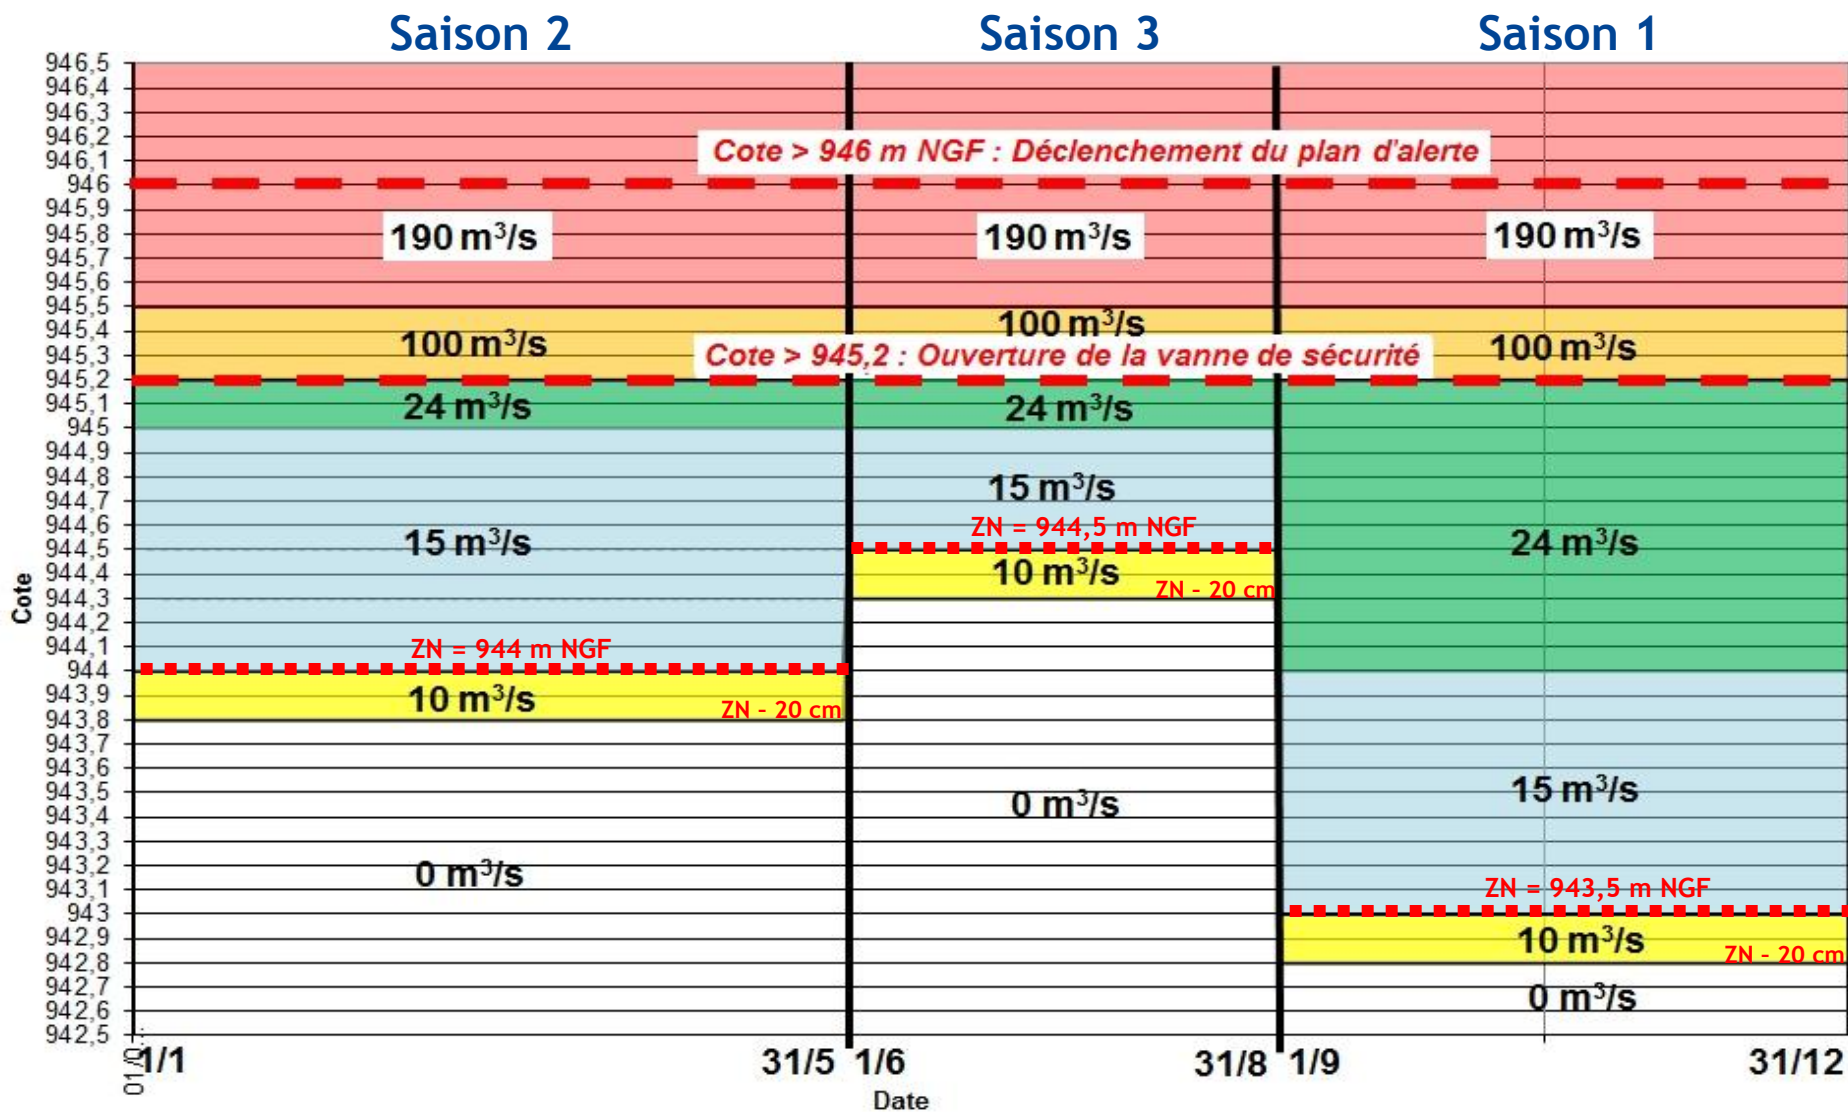 Saison 2 Saison 3 Saison 1
946,5
946,4
946,3
946,2
946,1
946
945,9
945,8
945,7
945,6
945,5
945,4
945,3
945,2
945,1
945
944,9
944,8
944,7
944,6
944,5
944,4
944,3
944,2
944,1
944
943,9
943,8
943,7
943,6
943,5
943,4
943,3
943,2
943,1
943
942,9
942,8
942,7
942,6
942,5
Cote
Cote > 946 m NGF : Déclenchement du plan d'alerte
190 m³/s 190 m³/s 190 m³/s
100 m³/s 100 m³/s 100 m³/s
Cote > 945,2 : Ouverture de la vanne de sécurité
24 m³/s 24 m³/s
15 m³/s
ZN = 944,5 m NGF
15 m³/s 24 m³/s
10 m³/s
ZN - 20 cm
ZN = 944 m NGF
10 m³/s
ZN - 20 cm
15 m³/s
0 m³/s
0 m³/s
ZN = 943,5 m NGF
10 m³/s
ZN - 20 cm
0 m³/s
1/1 31/5 1/6 31/8 1/9 31/12
Date